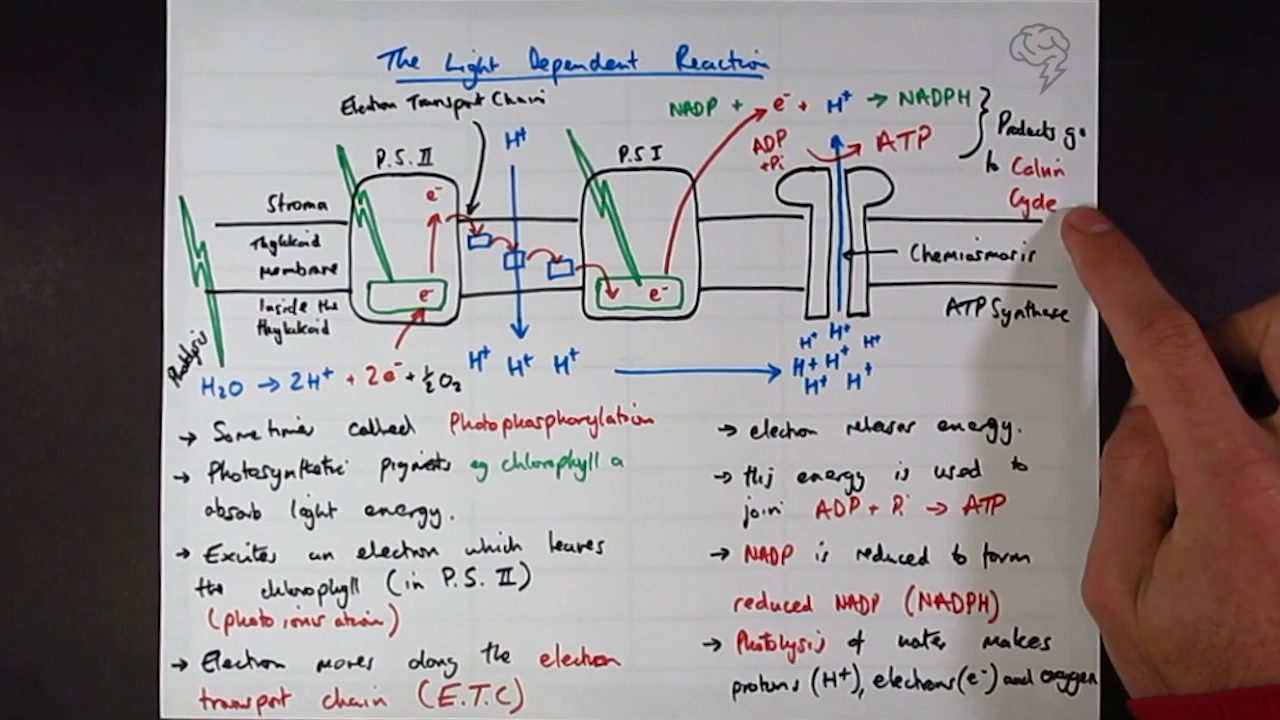 The Light Dependent Reaction
Electron Transport Chain
NADP + e⁻ + H⁺ → NADPH
Products go
to Calvin
Cycle
P.S. II
H⁺
P.S I
ADP
+Pi
ATP
e⁻
Stroma
Thylakoid
membrane
Inside the
thylakoid
e⁻
e⁻
Chemiosmosis
ATP Synthase
Photolysis
H₂O → 2H⁺ + 2e⁻ + ½O₂
H⁺ H⁺ H⁺
H⁺ H⁺ H⁺
H⁺ H⁺
H⁺ H⁺
→ Sometimes called Photophosphorylation
→ Photosynthetic pigments eg chlorophyll a
absorb light energy.
→ Excites an electron which leaves
the chlorophyll (in P.S. II)
(photoionisation)
→ Electron moves along the electron
transport chain (E.T.C)
→ electron releases energy.
→ this energy is used to
join ADP + Pi → ATP
→ NADP is reduced to form
reduced NADP (NADPH)
→ Photolysis of water makes
protons (H⁺), electrons (e⁻) and oxygen